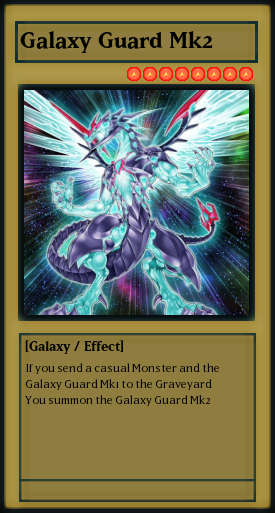 Galaxy Guard Mk2
[Galaxy / Effect]
If you send a casual Monster and the
Galaxy Guard Mk1 to the Graveyard
You summon the Galaxy Guard Mk2